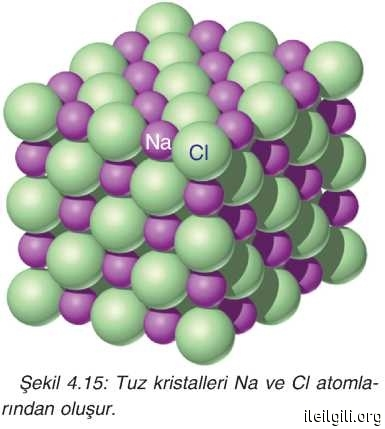 Na
Cl
Şekil 4.15: Tuz kristalleri Na ve Cl atomla-
rından oluşur.
ileilgili.org